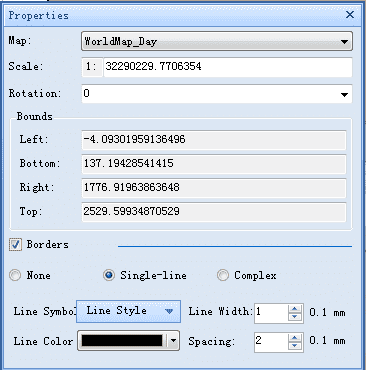 Properties
Map: WorldMap_Day
Scale: 1: 32290229.7706354
Rotation: 0
Bounds
Left: -4.09301959136496
Bottom: 137.19428541415
Right: 1776.91963863648
Top: 2529.59934870529
Borders
None Single-line Complex
Line Symbo Line Style Line Width: 1 0.1 mm
Line Color Spacing: 2 0.1 mm